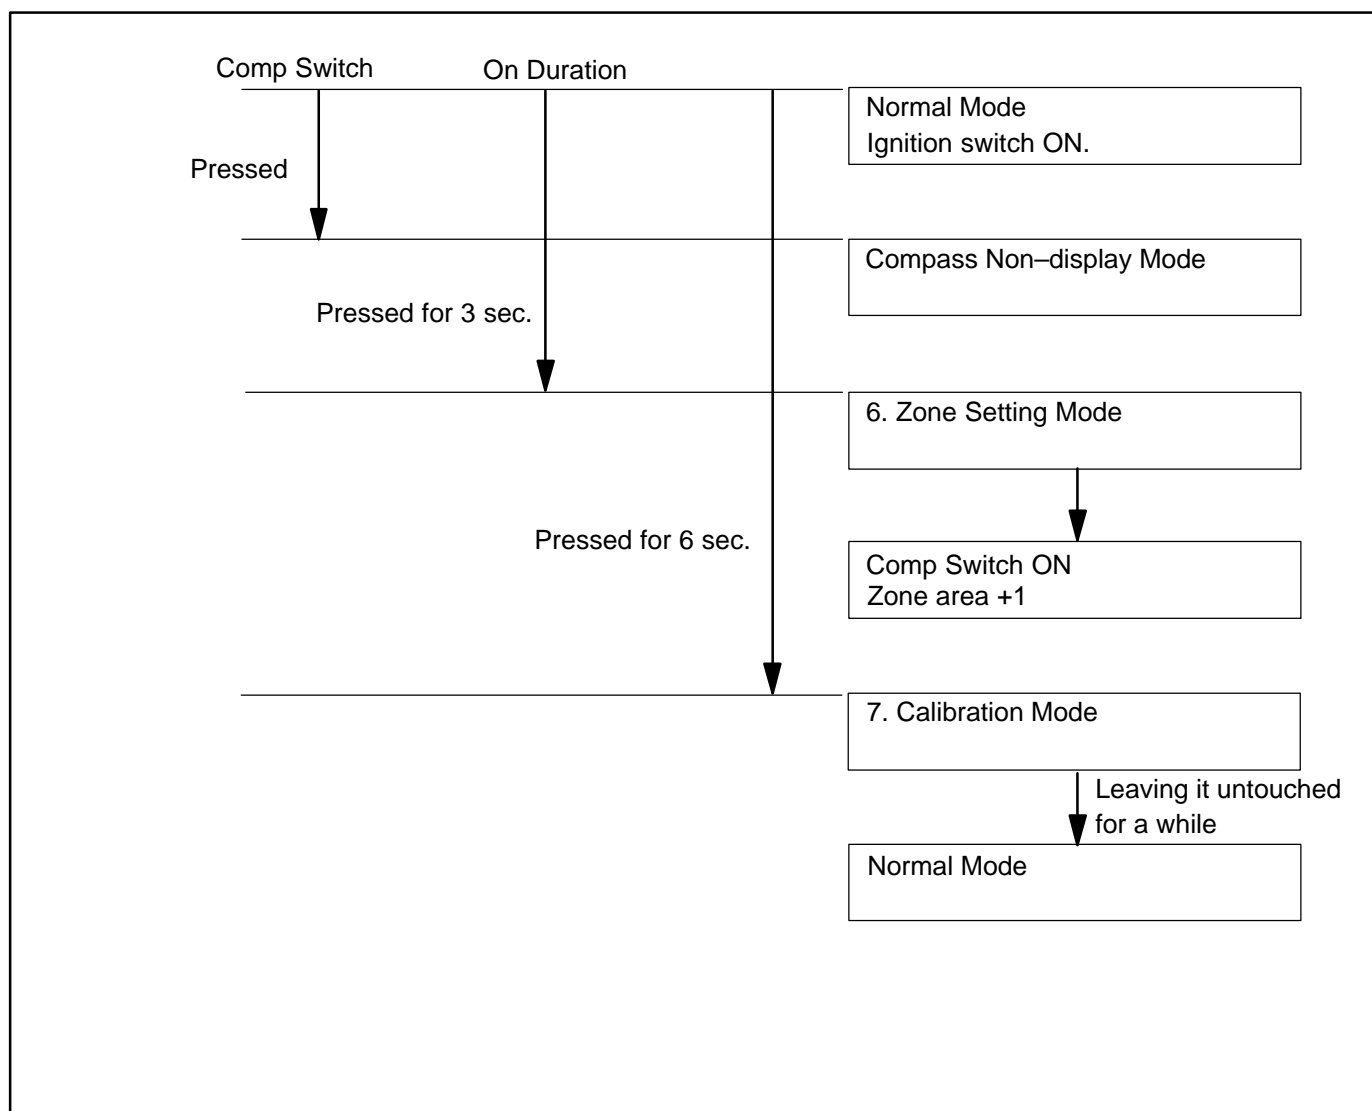 Comp Switch
On Duration
Normal Mode
Ignition switch ON.
Pressed
Compass Non–display Mode
Pressed for 3 sec.
6. Zone Setting Mode
Pressed for 6 sec.
Comp Switch ON
Zone area +1
7. Calibration Mode
Leaving it untouched
for a while
Normal Mode